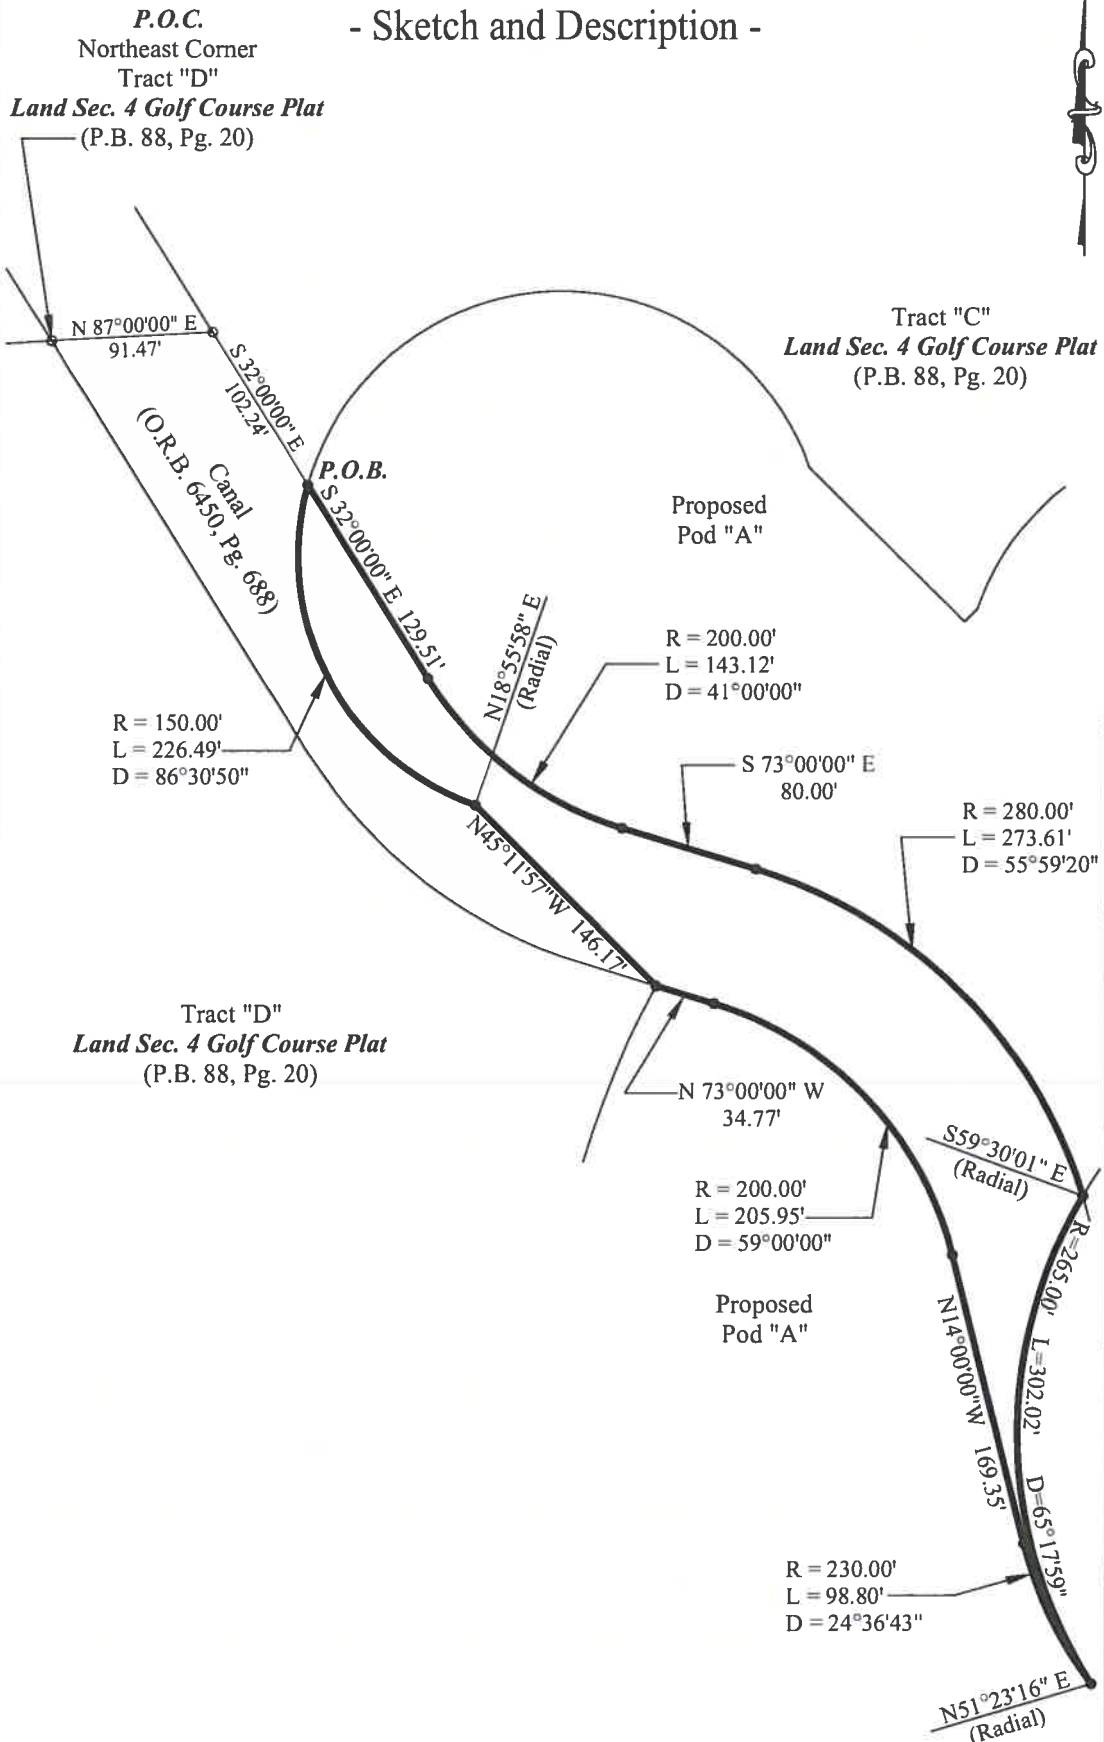 - Sketch and Description -
P.O.C.
Northeast Corner
Tract "D"
Land Sec. 4 Golf Course Plat
(P.B. 88, Pg. 20)
N 87°00'00" E
91.47'
S 32°00'00" E
102.24'
Tract "C"
Land Sec. 4 Golf Course Plat
(P.B. 88, Pg. 20)
Canal
(O.R.B. 6450, Pg. 688)
P.O.B.
S 32°00'00" E 129.51'
Proposed
Pod "A"
N18°55'58" E
(Radial)
R = 200.00'
L = 143.12'
D = 41°00'00"
R = 150.00'
L = 226.49'
D = 86°30'50"
S 73°00'00" E
80.00'
R = 280.00'
L = 273.61'
D = 55°59'20"
N45°11'57"W 146.17'
Tract "D"
Land Sec. 4 Golf Course Plat
(P.B. 88, Pg. 20)
N 73°00'00" W
34.77'
S59°30'01" E
(Radial)
R = 200.00'
L = 205.95'
D = 59°00'00"
R=265.00' L=302.02' D=65°17'59"
Proposed
Pod "A"
N14°00'00"W 169.35'
R = 230.00'
L = 98.80'
D = 24°36'43"
N51°23'16" E
(Radial)